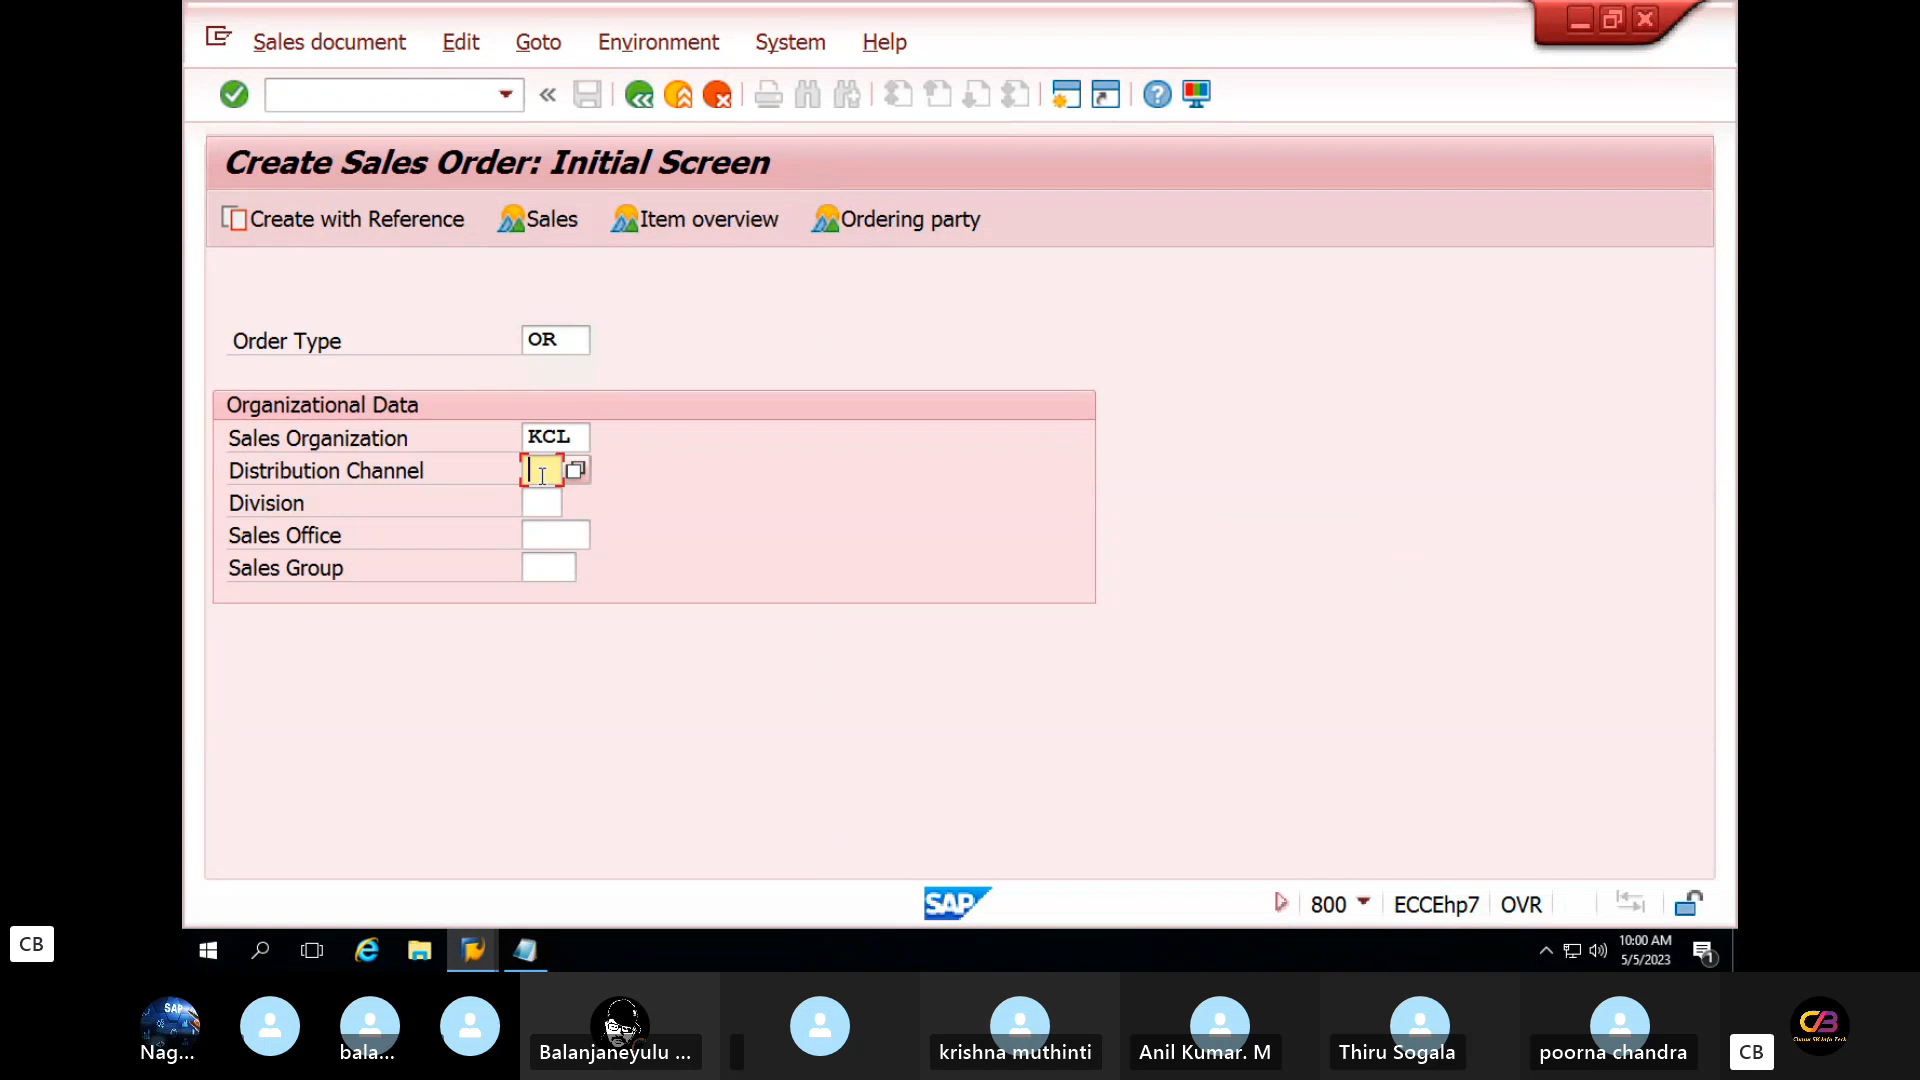 Sales document Edit Goto Environment System Help
Create Sales Order: Initial Screen
Create with Reference Sales Item overview Ordering party
Order Type OR
Organizational Data
Sales Organization KCL
Distribution Channel
Division
Sales Office
Sales Group
SAP 800 ECCEhp7 OVR
CB
10:00 AM
5/5/2023
1
SAP
Nag...
bala...
Balanjaneyulu ...
krishna muthinti
Anil Kumar. M
Thiru Sogala
poorna chandra
CB
CB